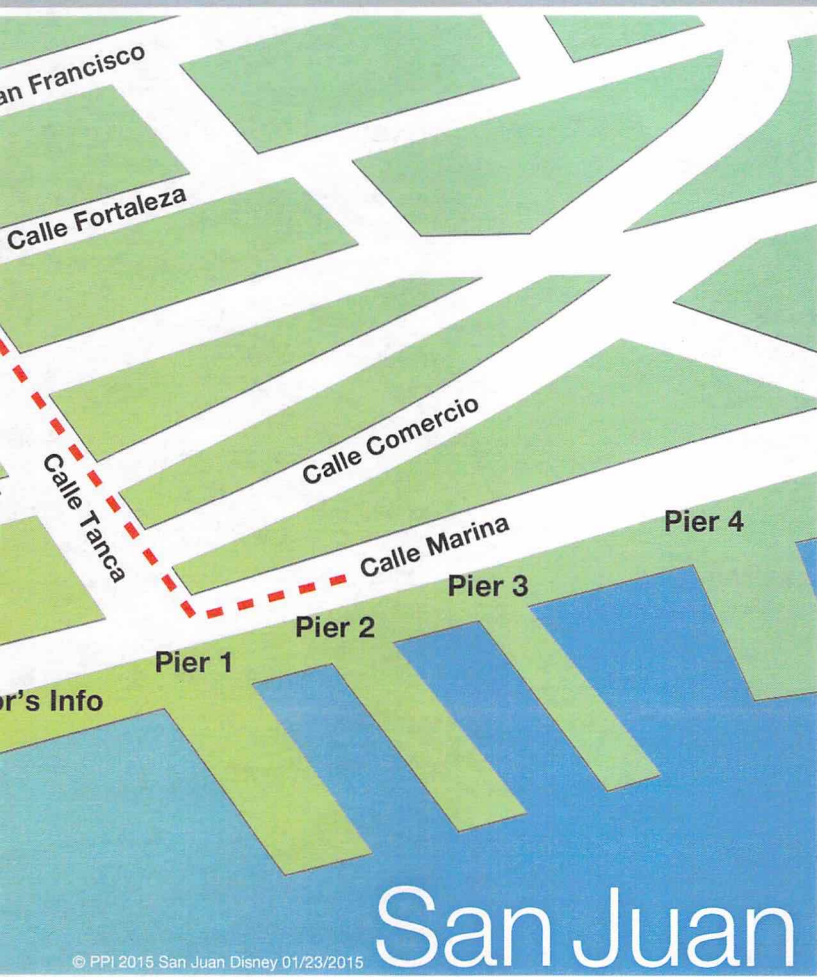 an Francisco
Calle Fortaleza
Calle Comercio
Calle Tanca
Calle Marina
Pier 4
Pier 3
Pier 2
Pier 1
or's Info
San Juan
© PPI 2015 San Juan Disney 01/23/2015